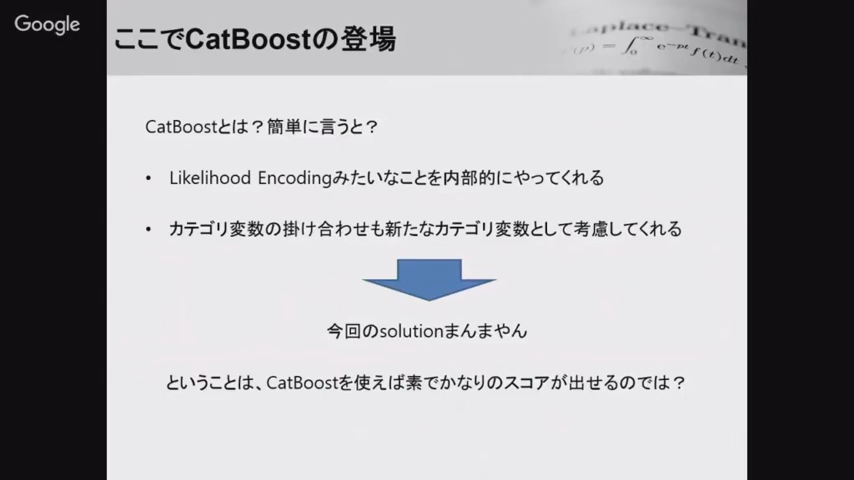 Google
ここでCatBoostの登場
Laplace-Tran
(p) = ∫₀^∞ e^-pt f(t)dt
CatBoostとは？簡単に言うと？
• Likelihood Encodingみたいなことを内部的にやってくれる
• カテゴリ変数の掛け合わせも新たなカテゴリ変数として考慮してくれる
今回のsolutionまんまやん
ということは、CatBoostを使えば素でかなりのスコアが出せるのでは？